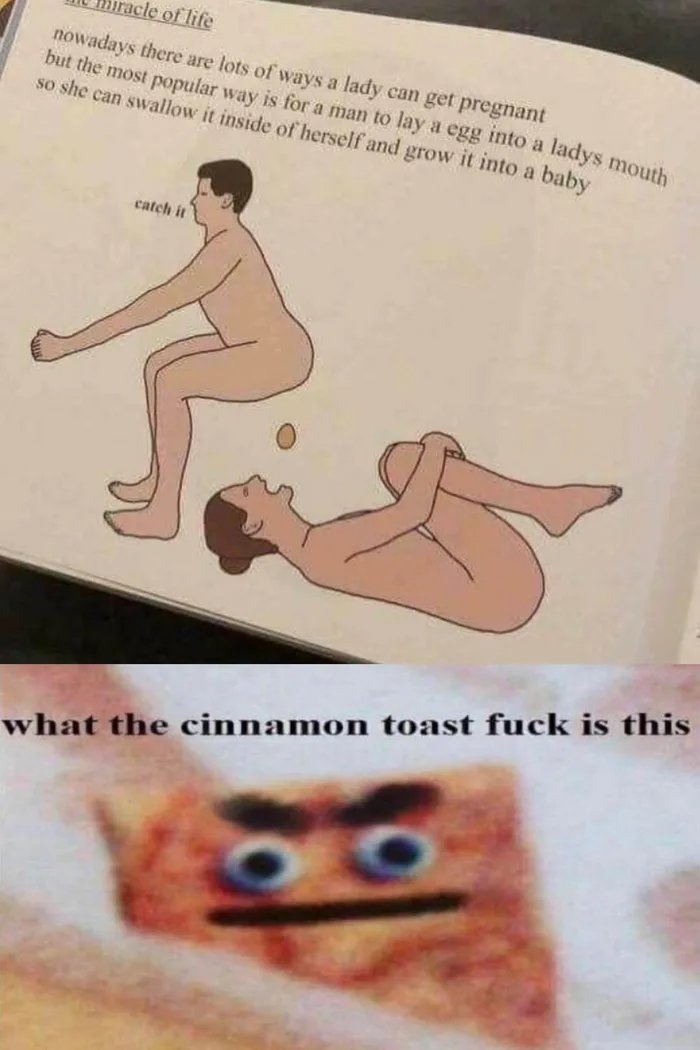 the miracle of life
nowadays there are lots of ways a lady can get pregnant
but the most popular way is for a man to lay a egg into a ladys mouth
so she can swallow it inside of herself and grow it into a baby
catch it
what the cinnamon toast fuck is this